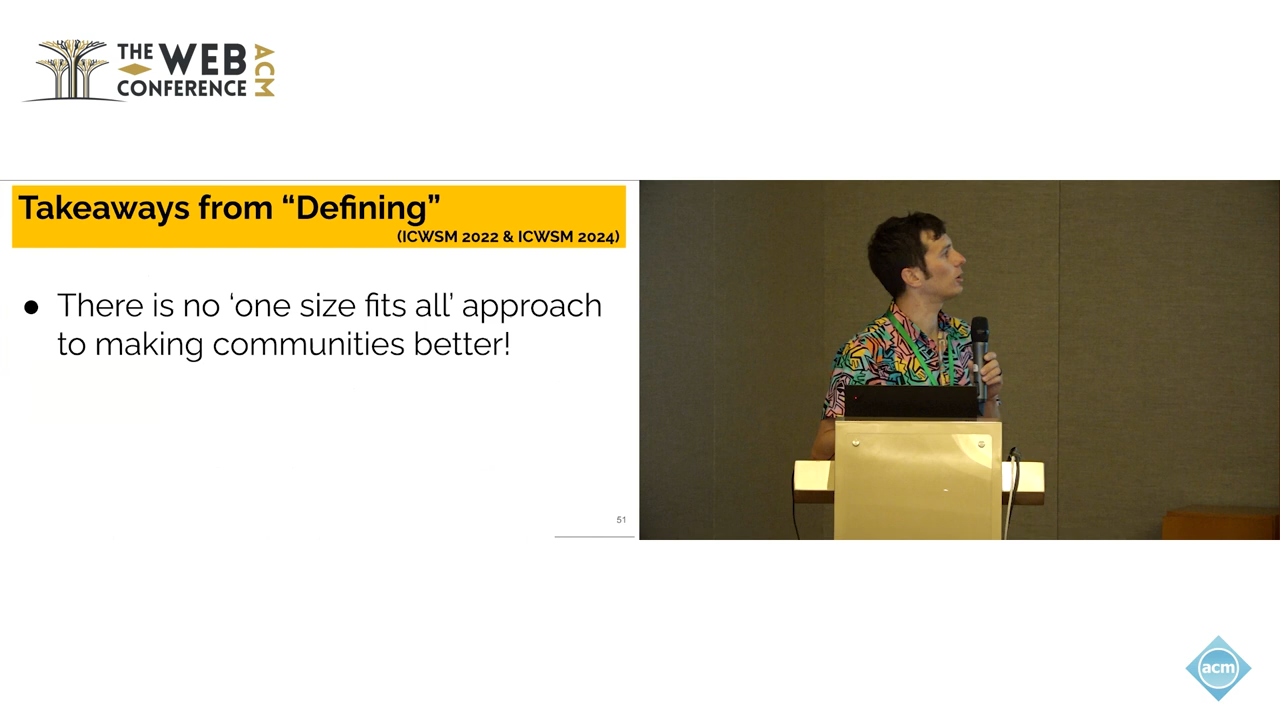 THE WEB
CONFERENCE
ACM
Takeaways from “Defining”
(ICWSM 2022 & ICWSM 2024)
● There is no ‘one size fits all’ approach
to making communities better!
51
acm